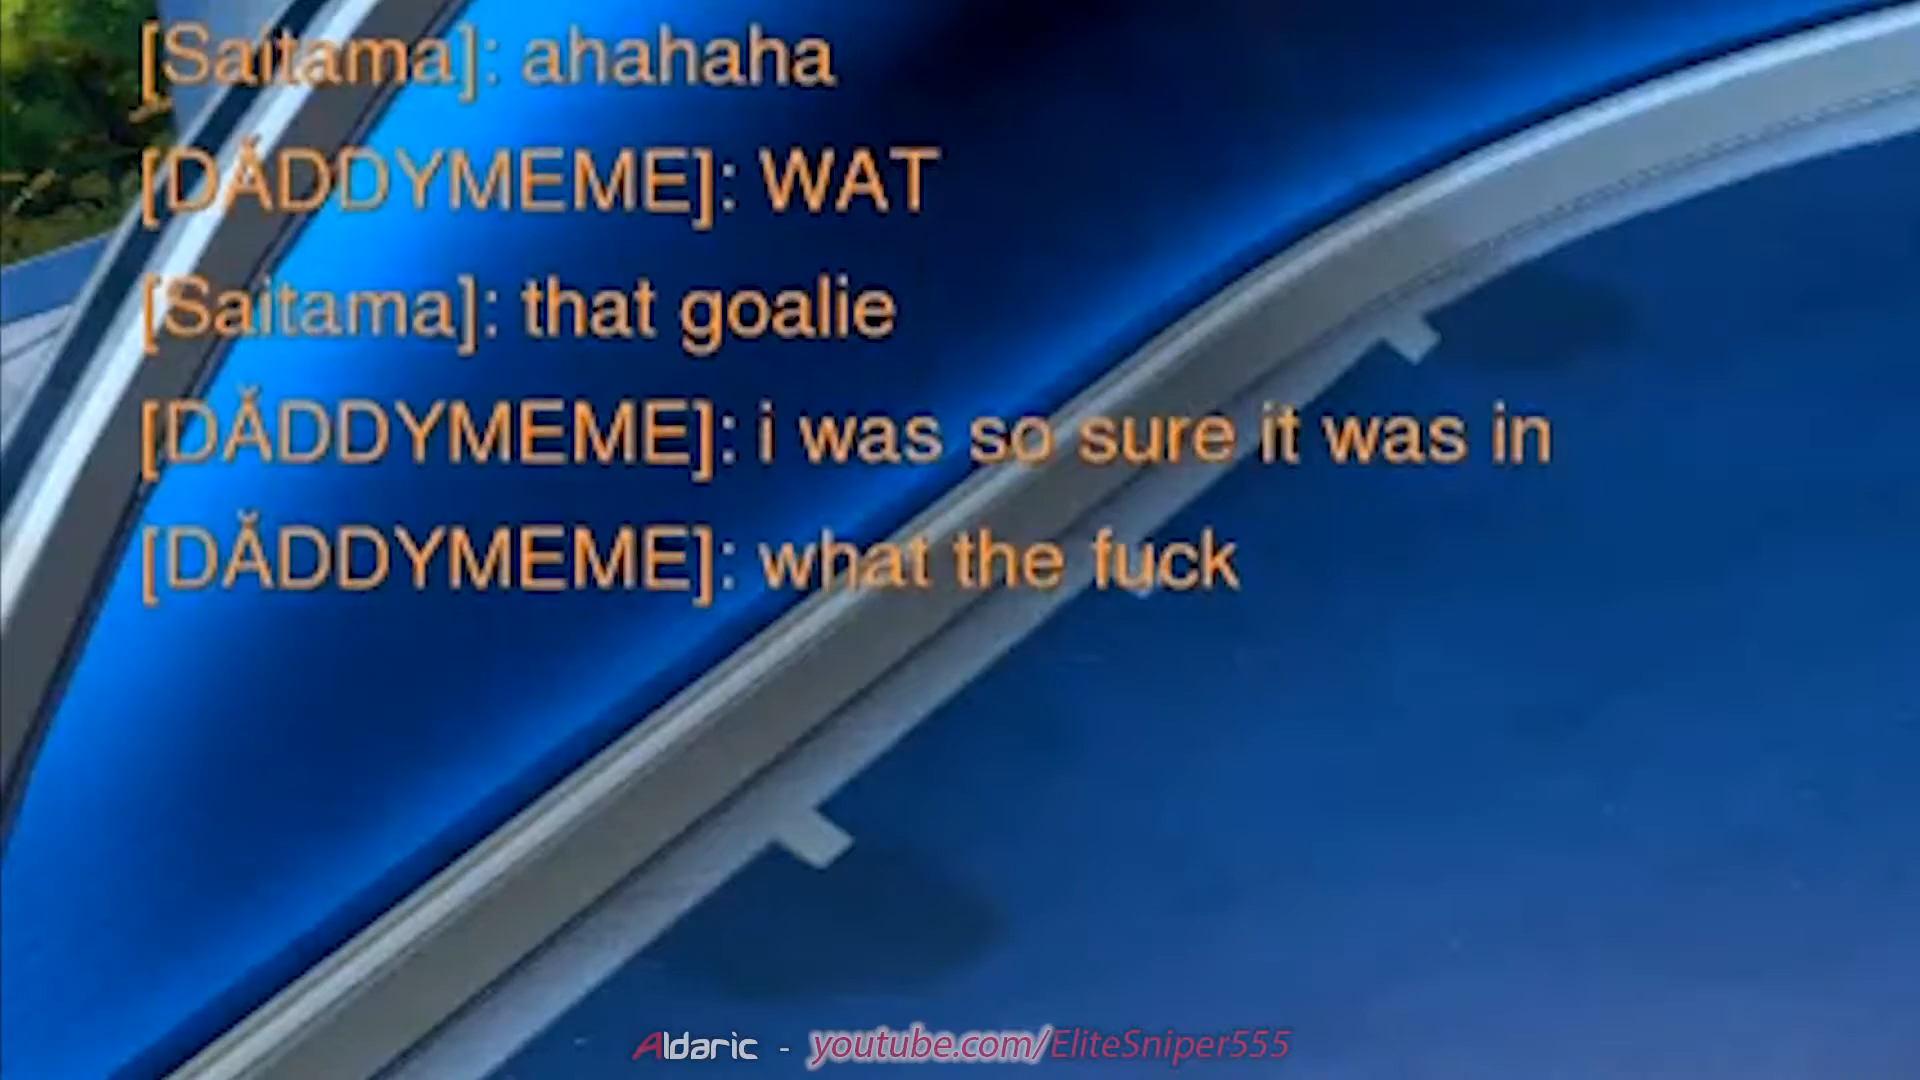 [Saitama]: ahahaha
[DĂDDYMEME]: WAT
[Saitama]: that goalie
[DĂDDYMEME]: i was so sure it was in
[DĂDDYMEME]: what the fuck
Aldaric - youtube.com/EliteSniper555